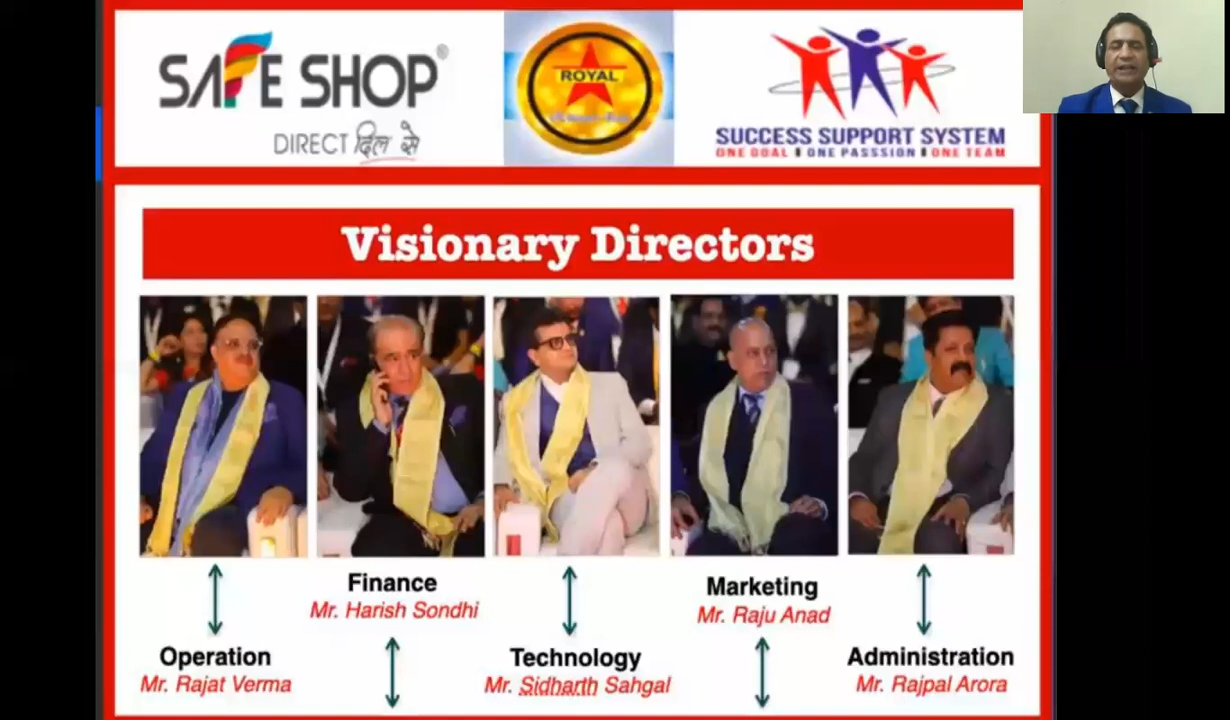 SAFE SHOP®
DIRECT दिल से
ROYAL
SUCCESS SUPPORT SYSTEM
ONE GOAL I ONE PASSSION I ONE TEAM
Visionary Directors
Finance
Mr. Harish Sondhi
Marketing
Mr. Raju Anad
Operation
Mr. Rajat Verma
Technology
Mr. Sidharth Sahgal
Administration
Mr. Rajpal Arora